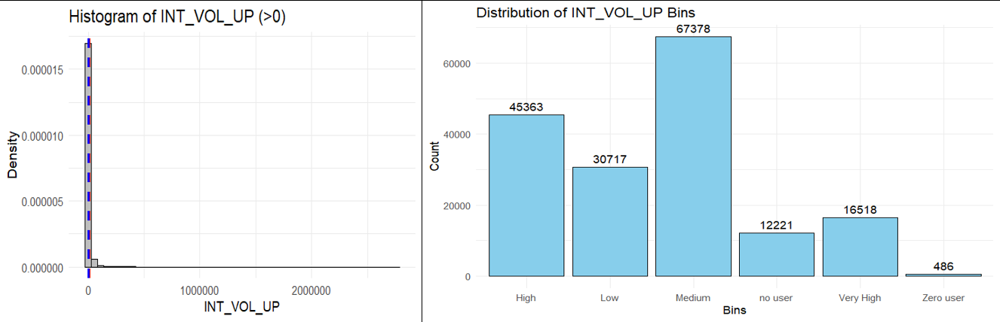 Histogram of INT_VOL_UP (>0)
Density
0.000015
0.000010
0.000005
0.000000
0
1000000
2000000
INT_VOL_UP
Distribution of INT_VOL_UP Bins
Count
60000
40000
20000
0
45363
30717
67378
12221
16518
486
High
Low
Medium
no user
Very High
Zero user
Bins